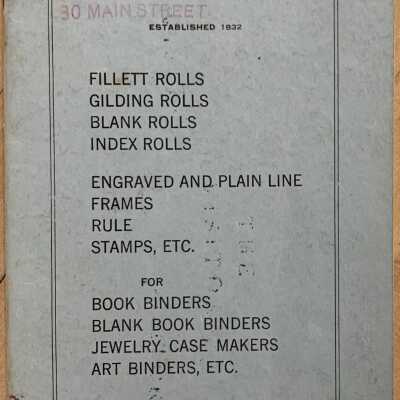 30 MAIN STREET
ESTABLISHED 1832
FILLETT ROLLS
GILDING ROLLS
BLANK ROLLS
INDEX ROLLS
ENGRAVED AND PLAIN LINE
FRAMES
RULE
STAMPS, ETC.
FOR
BOOK BINDERS
BLANK BOOK BINDERS
JEWELRY CASE MAKERS
ART BINDERS, ETC.